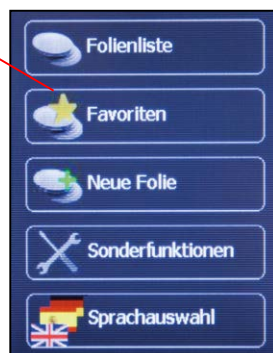 Folienliste
Favoriten
Neue Folie
Sonderfunktionen
Sprachauswahl